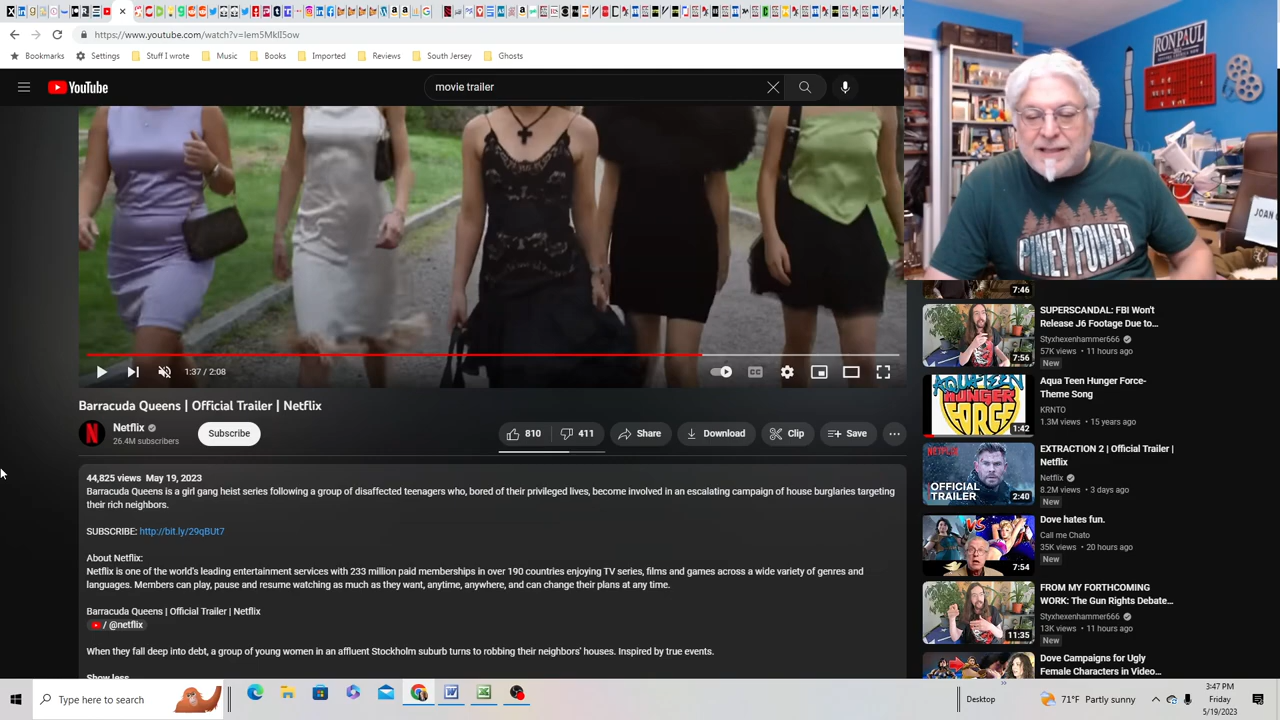 https://www.youtube.com/watch?v=Iem5MkII5ow
Bookmarks
Settings
Stuff I wrote
Music
Books
Imported
Reviews
South Jersey
Ghosts
YouTube
movie trailer
RON PAUL
PINEY POWER
JOAN
1:37 / 2:08
CC
Barracuda Queens | Official Trailer | Netflix
Netflix
26.4M subscribers
Subscribe
810
411
Share
Download
Clip
Save
44,825 views May 19, 2023
Barracuda Queens is a girl gang heist series following a group of disaffected teenagers who, bored of their privileged lives, become involved in an escalating campaign of house burglaries targeting
their rich neighbors.
SUBSCRIBE: http://bit.ly/29qBUt7
About Netflix:
Netflix is one of the world's leading entertainment services with 233 million paid memberships in over 190 countries enjoying TV series, films and games across a wide variety of genres and
languages. Members can play, pause and resume watching as much as they want, anytime, anywhere, and can change their plans at any time.
Barracuda Queens | Official Trailer | Netflix
/ @netflix
When they fall deep into debt, a group of young women in an affluent Stockholm suburb turns to robbing their neighbors' houses. Inspired by true events.
Show less
7:46
7:56
SUPERSCANDAL: FBI Won't
Release J6 Footage Due to...
Styxhexenhammer666
57K views • 11 hours ago
New
AQUA TEEN
HUNGER
FORCE
1:42
Aqua Teen Hunger Force-
Theme Song
KRNTO
1.3M views • 15 years ago
NETFLIX
OFFICIAL
TRAILER
2:40
EXTRACTION 2 | Official Trailer |
Netflix
Netflix
8.2M views • 3 days ago
New
VS
7:54
Dove hates fun.
Call me Chato
35K views • 20 hours ago
New
11:35
FROM MY FORTHCOMING
WORK: The Gun Rights Debate...
Styxhexenhammer666
13K views • 11 hours ago
New
Dove Campaigns for Ugly
Female Characters in Video...
Type here to search
Desktop
71°F Partly sunny
3:47 PM
Friday
5/19/2023